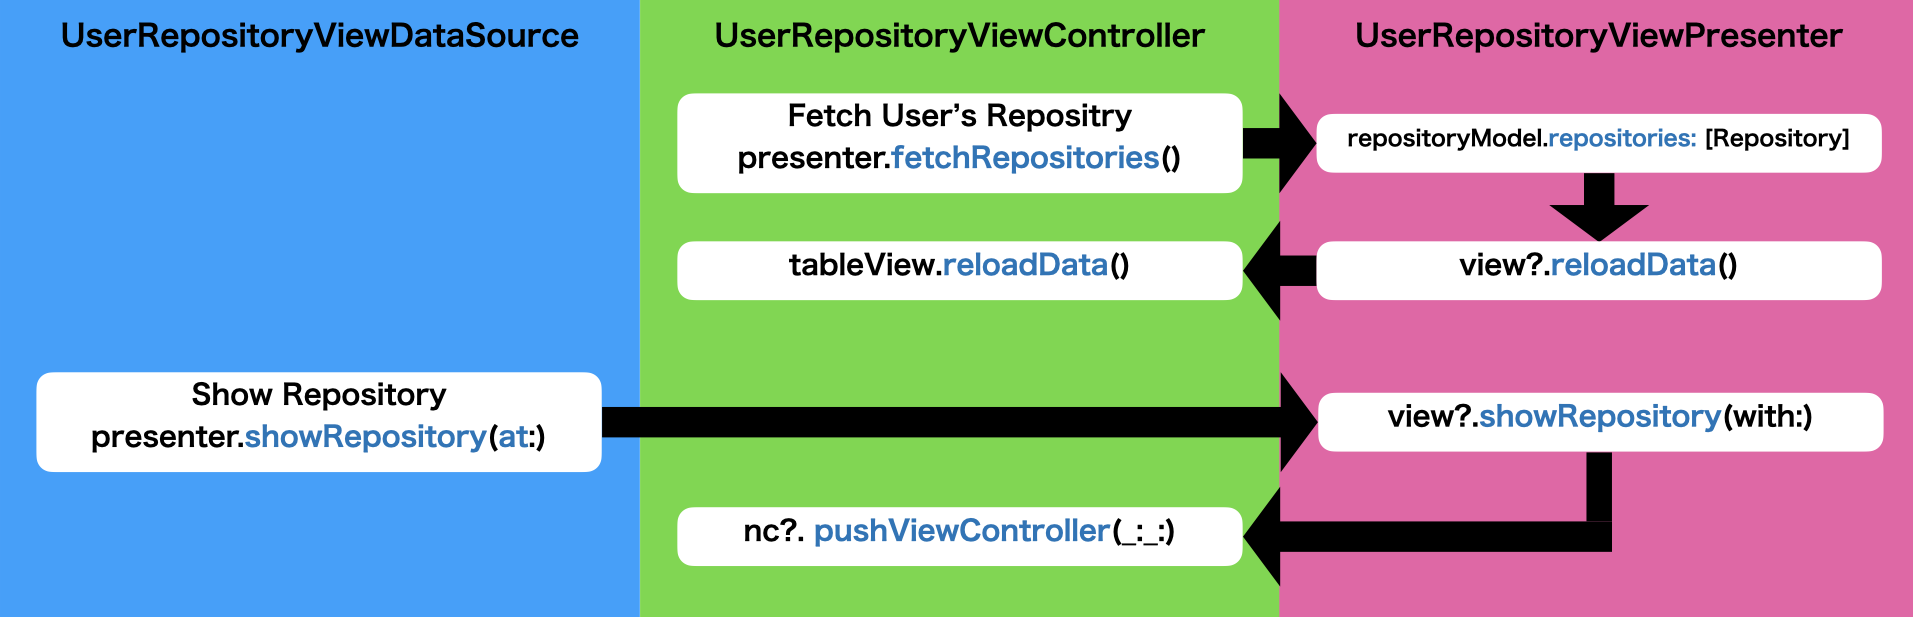 UserRepositoryViewDataSource
UserRepositoryViewController
UserRepositoryViewPresenter
Fetch User’s Repositry
presenter.fetchRepositories()
repositoryModel.repositories: [Repository]
tableView.reloadData()
view?.reloadData()
Show Repository
presenter.showRepository(at:)
view?.showRepository(with:)
nc?. pushViewController(_:_:)